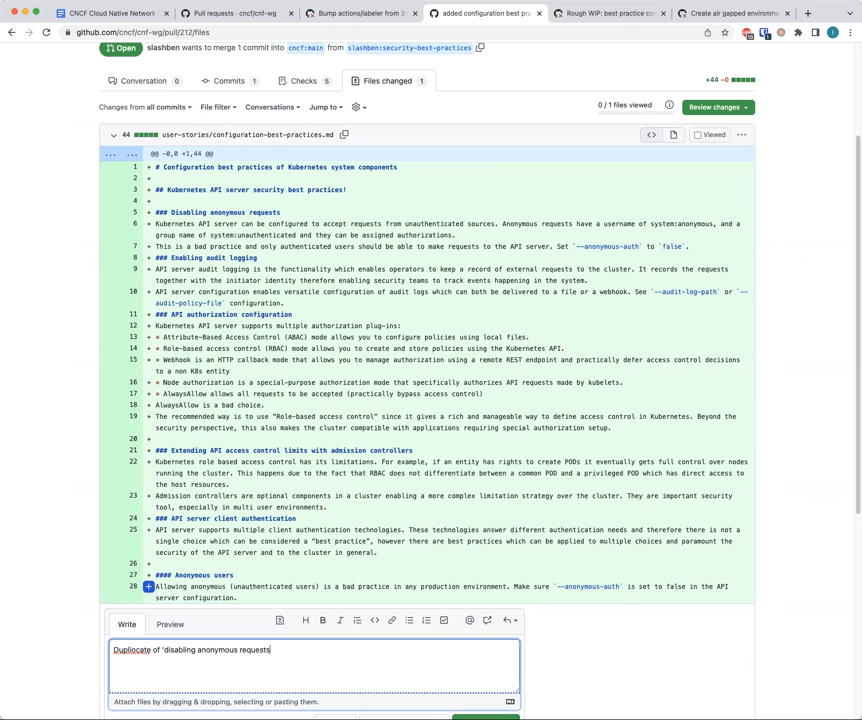 CNCF Cloud Native Network
Pull requests · cncf/cnf-wg
Bump actions/labeler from 3
added configuration best pra
Rough WIP: best practice co
Create air gapped environme
github.com/cncf/cnf-wg/pull/212/files
Open slashben wants to merge 1 commit into cncf:main from slashben:security-best-practices
Conversation 0 Commits 1 Checks 5 Files changed 1 +44 −0
Changes from all commits File filter Conversations Jump to 0 / 1 files viewed Review changes
44 user-stories/configuration-best-practices.md Viewed
... ... @@ -0,0 +1,44 @@
1 + # Configuration best practices of Kubernetes system components
2 +
3 + ## Kubernetes API server security best practices!
4 +
5 + ### Disabling anonymous requests
6 + Kubernetes API server can be configured to accept requests from unauthenticated sources. Anonymous requests have a username of system:anonymous, and a
group name of system:unauthenticated and they can be assigned authorizations.
7 + This is a bad practice and only authenticated users should be able to make requests to the API server. Set `--anonymous-auth` to `false`.
8 + ### Enabling audit logging
9 + API server audit logging is the functionality which enables operators to keep a record of external requests to the cluster. It records the requests
together with the initiator identity therefore enabling security teams to track events happening in the system.
10 + API server configuration enables versatile configuration of audit logs which can both be delivered to a file or a webhook. See `--audit-log-path` or `--
audit-policy-file` configuration.
11 + ### API authorization configuration
12 + Kubernetes API server supports multiple authorization plug-ins:
13 + * Attribute-Based Access Control (ABAC) mode allows you to configure policies using local files.
14 + * Role-based access control (RBAC) mode allows you to create and store policies using the Kubernetes API.
15 + * Webhook is an HTTP callback mode that allows you to manage authorization using a remote REST endpoint and practically defer access control decisions
to a non K8s entity
16 + * Node authorization is a special-purpose authorization mode that specifically authorizes API requests made by kubelets.
17 + * AlwaysAllow allows all requests to be accepted (practically bypass access control)
18 + AlwaysAllow is a bad choice.
19 + The recommended way is to use “Role-based access control” since it gives a rich and manageable way to define access control in Kubernetes. Beyond the
security perspective, this also makes the cluster compatible with applications requiring special authorization setup.
20 +
21 + ### Extending API access control limits with admission controllers
22 + Kubernetes role based access control has its limitations. For example, if an entity has rights to create PODs it eventually gets full control over nodes
running the cluster. This happens due to the fact that RBAC does not differentiate between a common POD and a privileged POD which has direct access to
the host resources.
23 + Admission controllers are optional components in a cluster enabling a more complex limitation strategy over the cluster. They are important security
tool, especially in multi user environments.
24 + ### API server client authentication
25 + API server supports multiple client authentication technologies. These technologies answer different authentication needs and therefore there is not a
single choice which can be considered a “best practice”, however there are best practices which can be applied to multiple choices and paramount the
security of the API server and to the cluster in general.
26 +
27 + #### Anonymous users
28 + Allowing anonymous (unauthenticated users) is a bad practice in any production environment. Make sure `--anonymous-auth` is set to false in the API
server configuration.
Write Preview
Dupliocate of 'disabling anonymous requests
Attach files by dragging & dropping, selecting or pasting them.